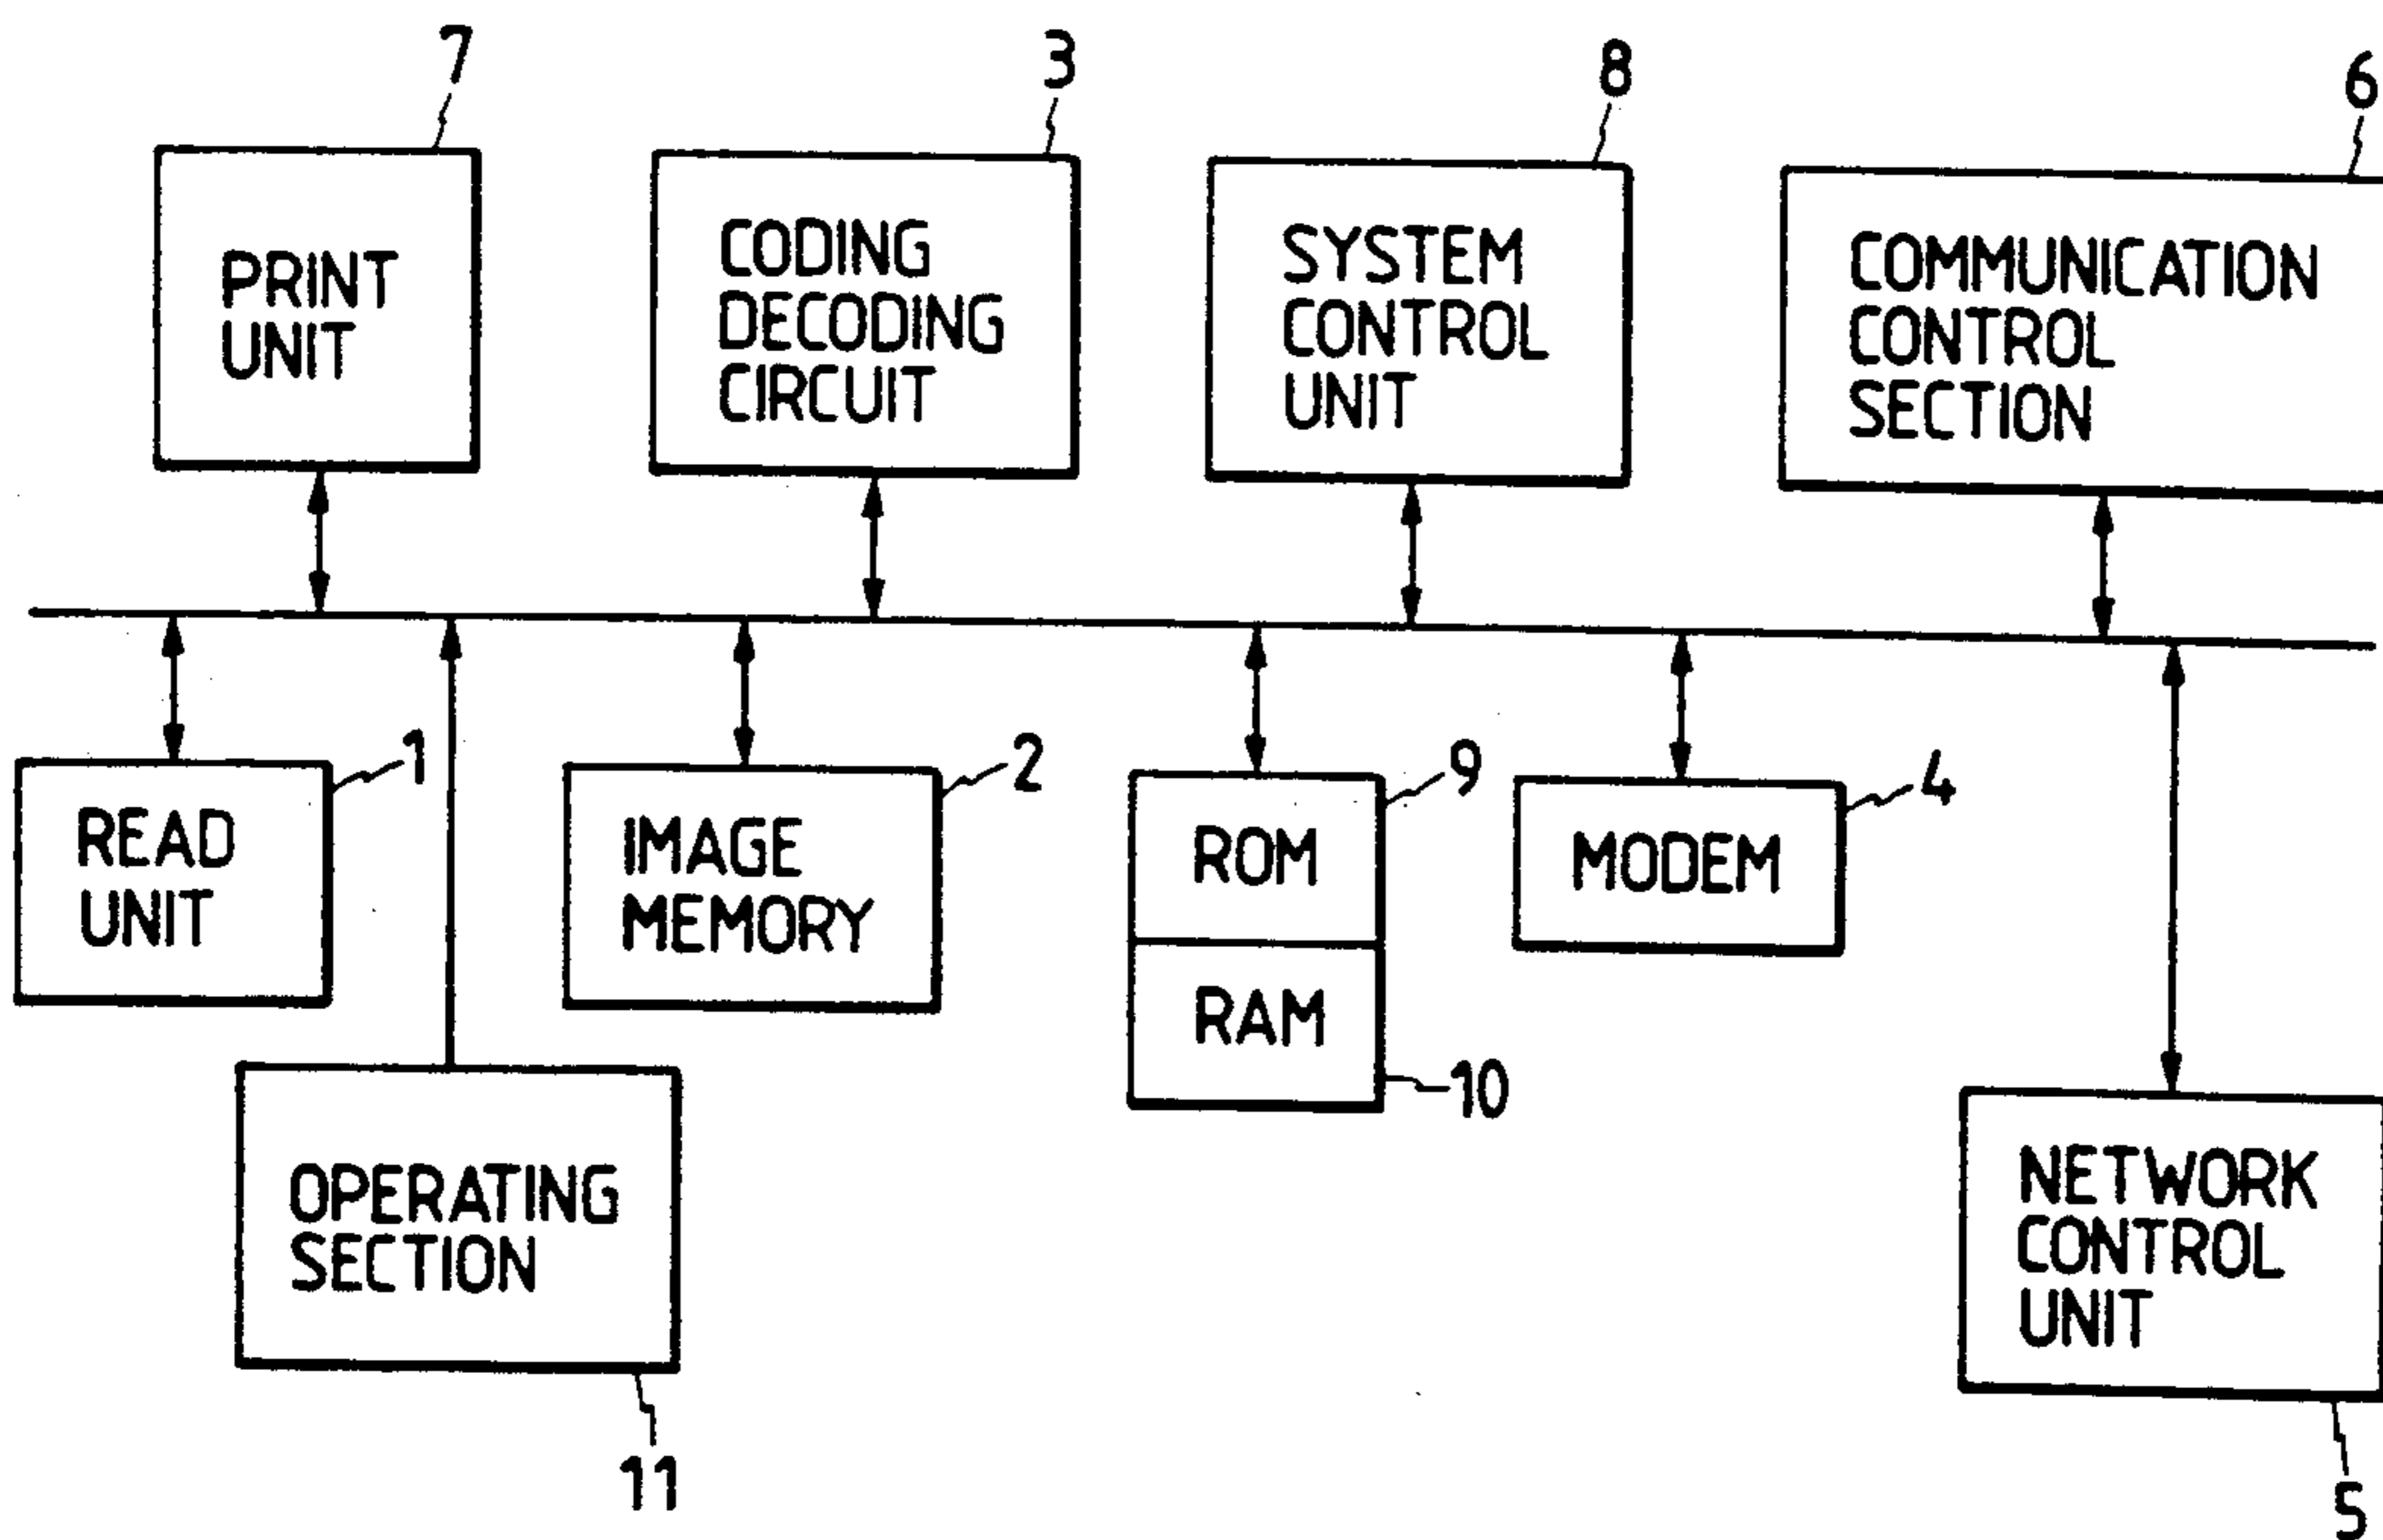 7
3
8
6
PRINT
UNIT
CODING
DECODING
CIRCUIT
SYSTEM
CONTROL
UNIT
COMMUNICATION
CONTROL
SECTION
1
READ
UNIT
2
IMAGE
MEMORY
9
ROM
RAM
10
4
MODEM
OPERATING
SECTION
11
NETWORK
CONTROL
UNIT
5